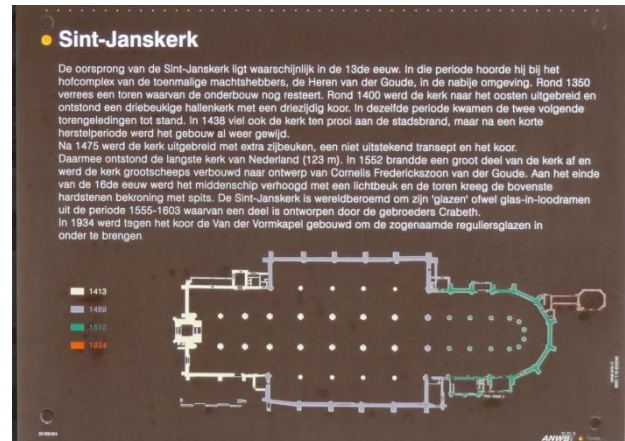 Sint-Janskerk
De oorsprong van de Sint-Janskerk ligt waarschijnlijk in de 13de eeuw. In die periode hoorde hij bij het
hofcomplex van de toenmalige machtshebbers, de Heren van der Goude, in de nabije omgeving. Rond 1350
verrees een toren waarvan de onderbouw nog resteert. Rond 1400 werd de kerk naar het oosten uitgebreid en
ontstond een driebeukige hallenkerk met een driezijdig koor. In dezelfde periode kwamen de twee volgende
torengeledingen tot stand. In 1438 viel ook de kerk ten prooi aan de stadsbrand, maar na een korte
herstelperiode werd het gebouw al weer gewijd.
Na 1475 werd de kerk uitgebreid met extra zijbeuken, een niet uitstekend transept en het koor.
Daarmee ontstond de langste kerk van Nederland (123 m). In 1552 brandde een groot deel van de kerk af en
werd de kerk grootscheeps verbouwd naar ontwerp van Cornelis Frederickszoon van der Goude. Aan het einde
van de 16de eeuw werd het middenschip verhoogd met een lichtbeuk en de toren kreeg de bovenste
hardstenen bekroning met spits. De Sint-Janskerk is wereldberoemd om zijn 'glazen' ofwel glas-in-loodramen
uit de periode 1555-1603 waarvan een deel is ontworpen door de gebroeders Crabeth.
In 1934 werd tegen het koor de Van der Vormkapel gebouwd om de zogenaamde reguliersglazen in
onder te brengen
1413
1489
1510
1934
0
22m
ANWB